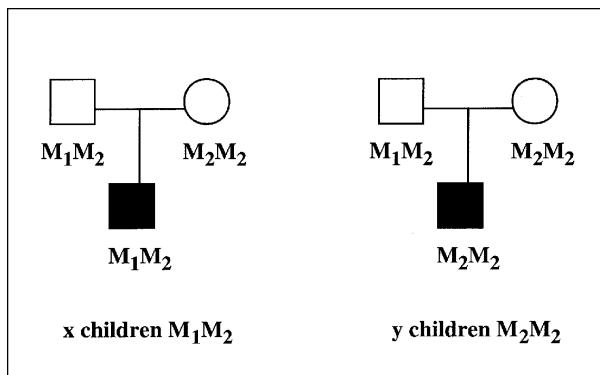 M₁M₂ M₂M₂ M₁M₂ M₂M₂
M₁M₂ M₂M₂
x children M₁M₂ y children M₂M₂